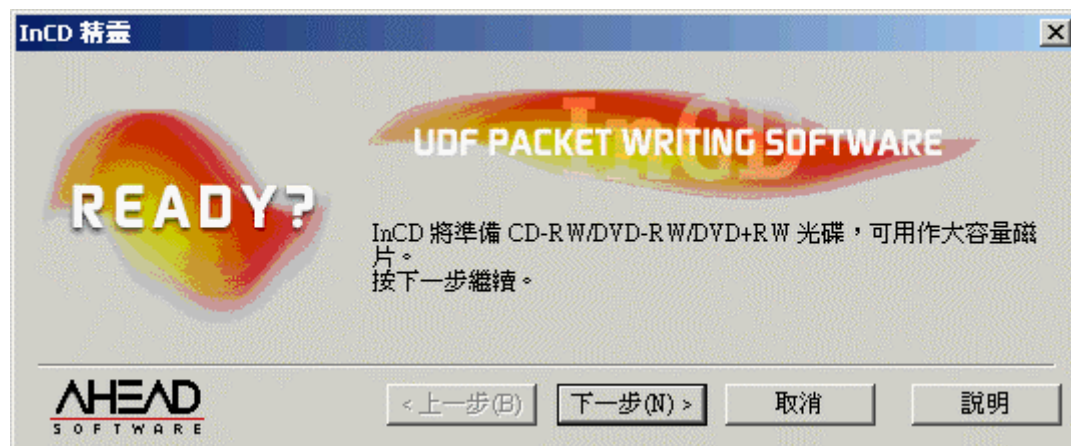 InCD 精靈
InCD
UDF PACKET WRITING SOFTWARE
READY?
InCD 將準備 CD-RW/DVD-RW/DVD+RW 光碟,可用作大容量磁
片。
按下一步繼續。
AHEAD
SOFTWARE
<上一步(B)
下一步(N) >
取消
說明